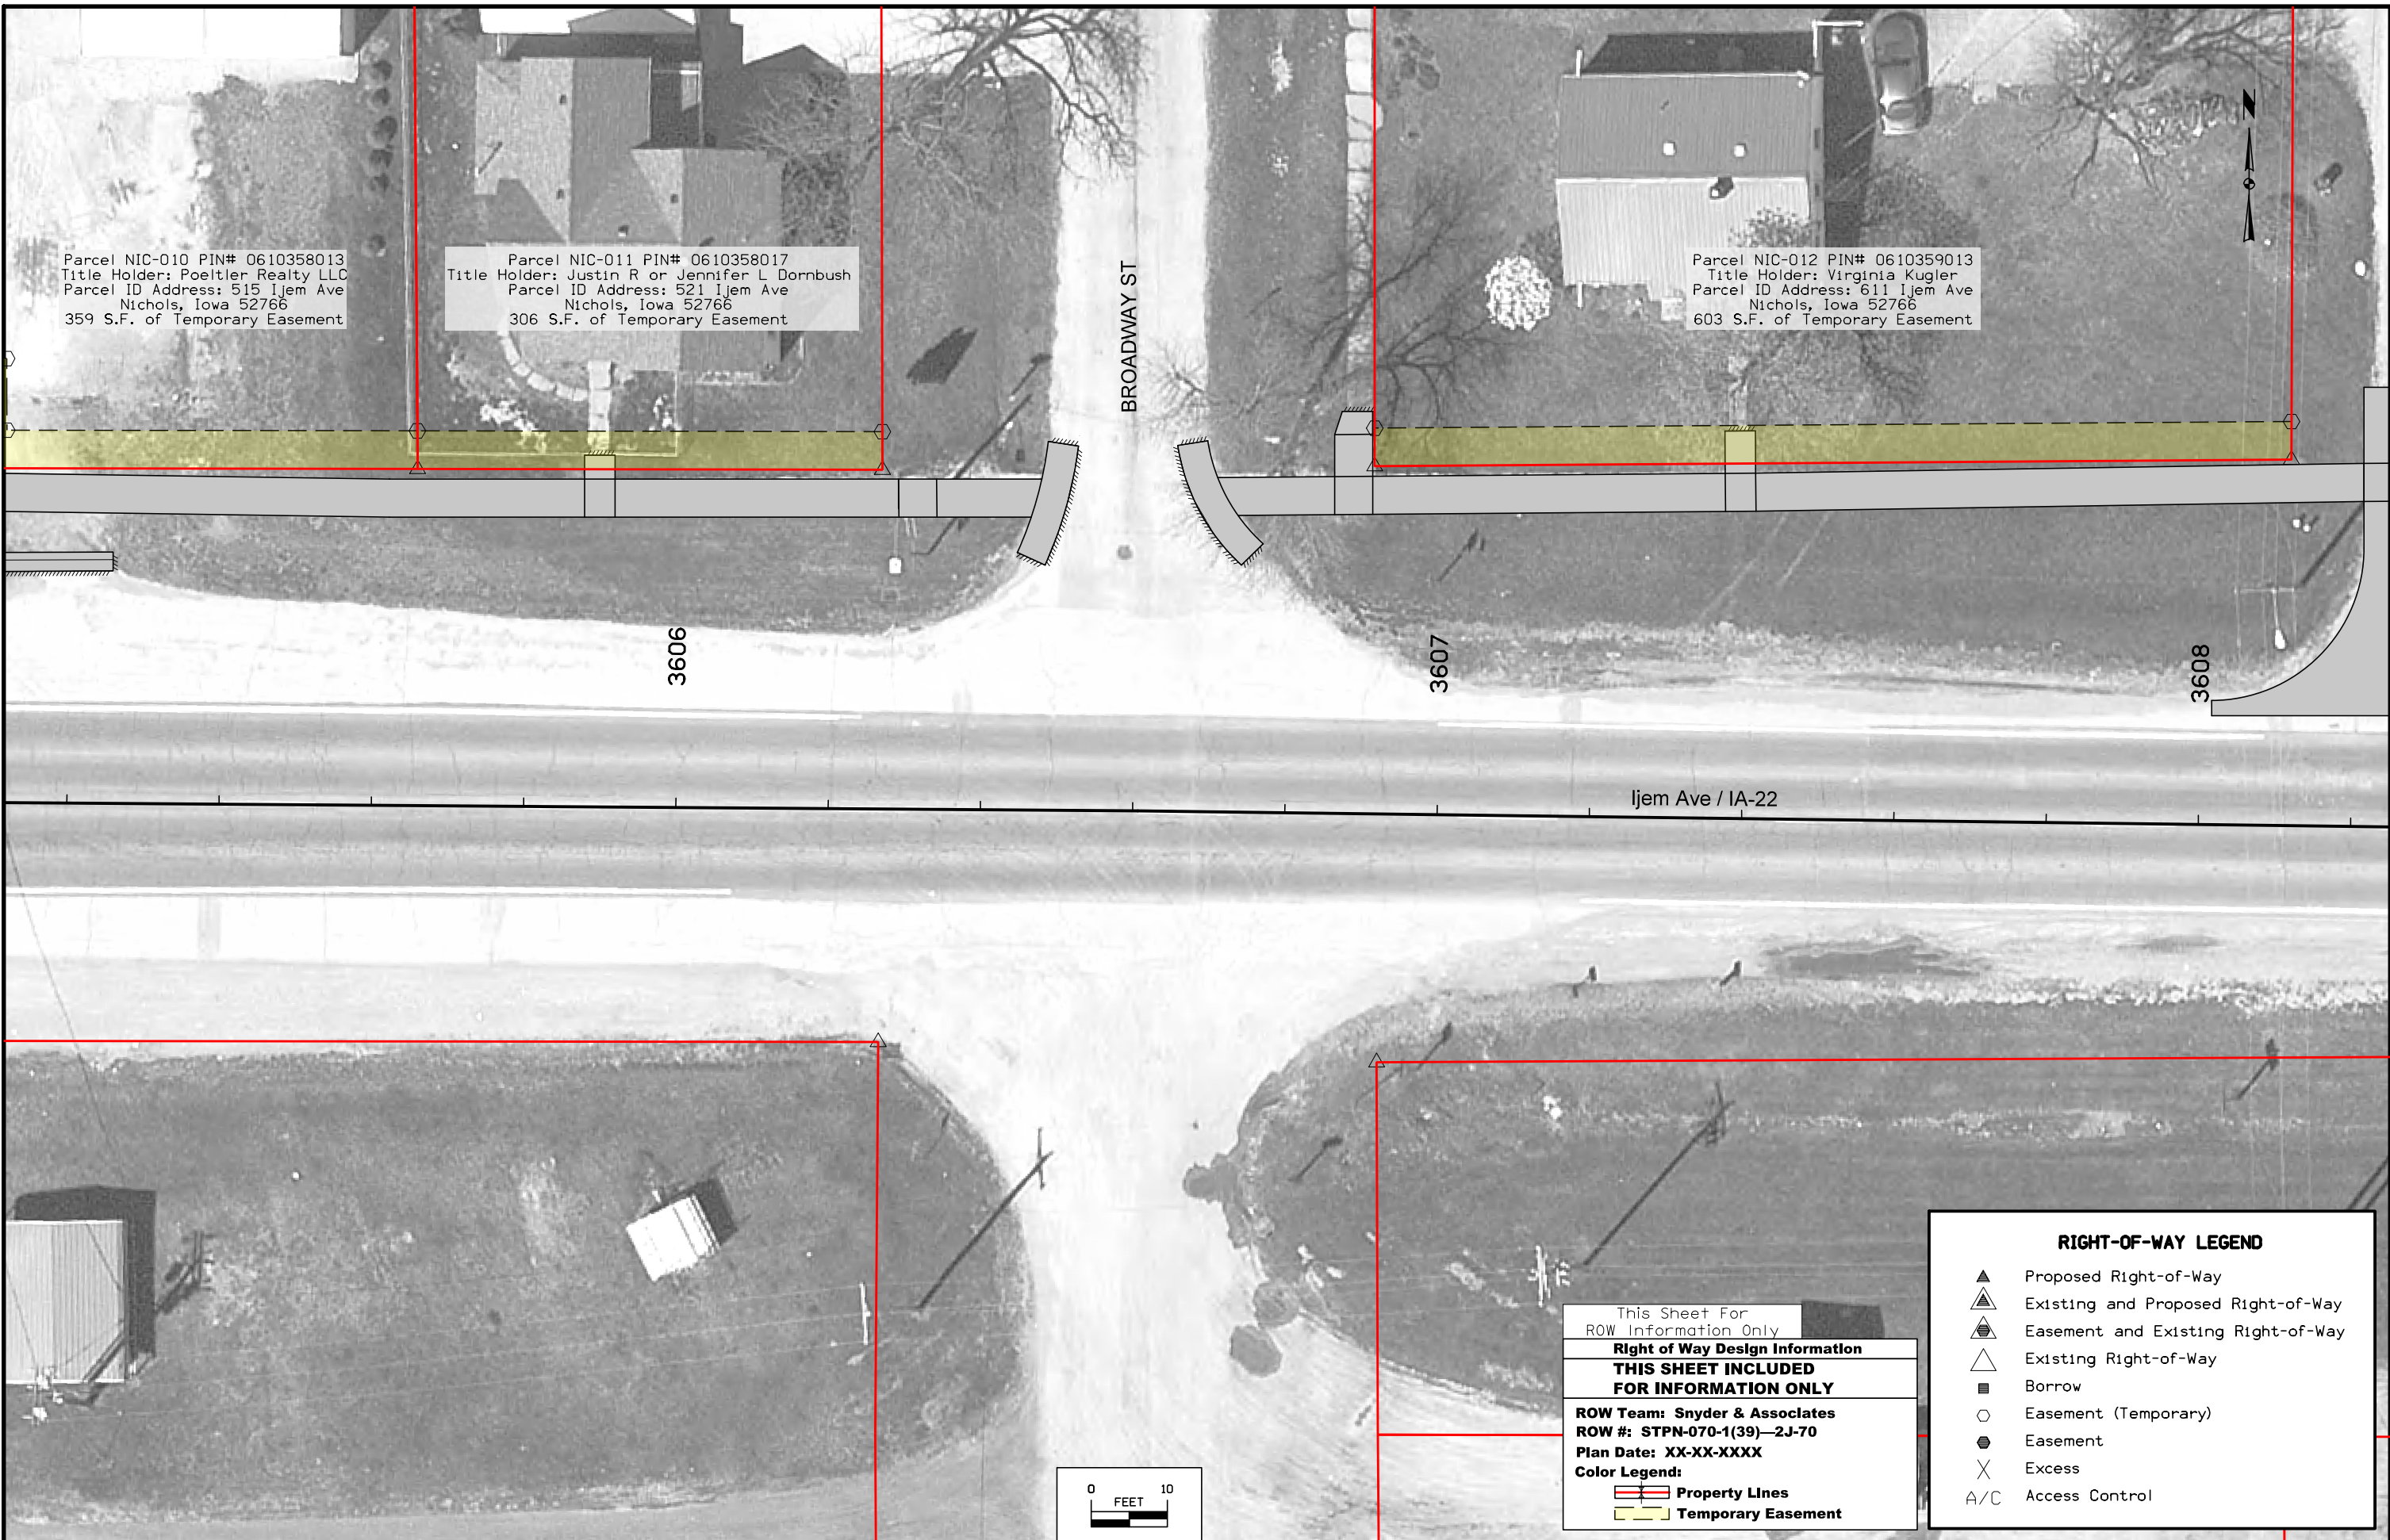 Parcel NIC-010 PIN# 0610358013
Title Holder: Poeltler Realty LLC
Parcel ID Address: 515 Ijem Ave
Nichols, Iowa 52766
359 S.F. of Temporary Easement
Parcel NIC-011 PIN# 0610358017
Title Holder: Justin R or Jennifer L Dornbush
Parcel ID Address: 521 Ijem Ave
Nichols, Iowa 52766
306 S.F. of Temporary Easement
BROADWAY ST
Parcel NIC-012 PIN# 0610359013
Title Holder: Virginia Kugler
Parcel ID Address: 611 Ijem Ave
Nichols, Iowa 52766
603 S.F. of Temporary Easement
N
3606
3607
3608
Ijem Ave / IA-22
0 10
FEET
This Sheet For
ROW Information Only
Right of Way Design Information
THIS SHEET INCLUDED
FOR INFORMATION ONLY
ROW Team: Snyder & Associates
ROW #: STPN-070-1(39)—2J-70
Plan Date: XX-XX-XXXX
Color Legend:
Property Lines
Temporary Easement
RIGHT-OF-WAY LEGEND
Proposed Right-of-Way
Existing and Proposed Right-of-Way
Easement and Existing Right-of-Way
Existing Right-of-Way
Borrow
Easement (Temporary)
Easement
Excess
A/C Access Control